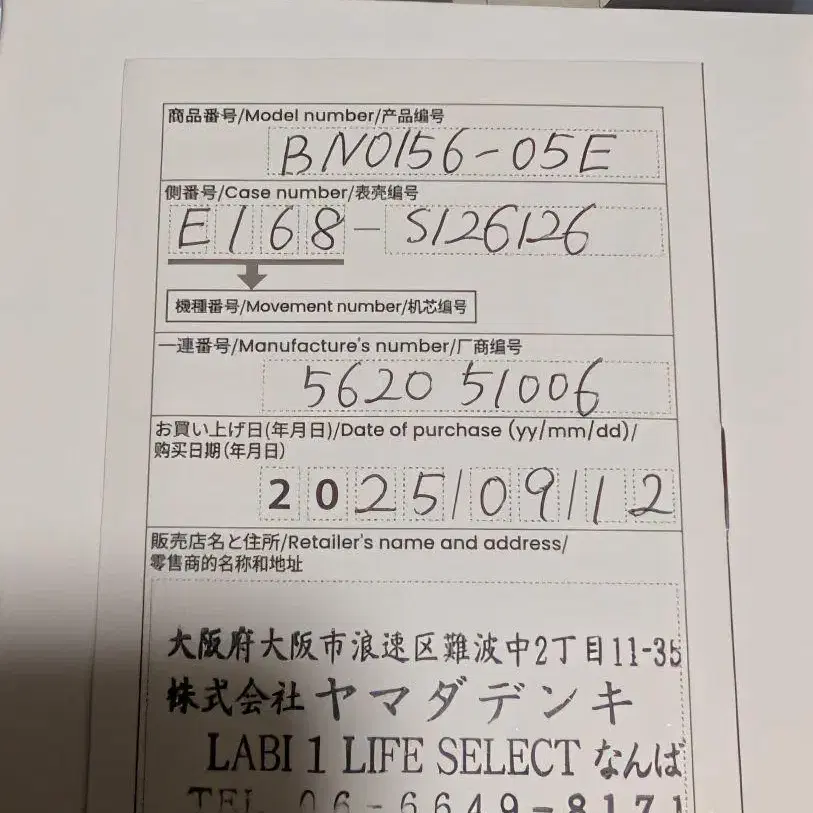 商品番号/Model number/产品编号
BN0156-05E
側番号/Case number/表壳编号
E168-S126126
機種番号/Movement number/机芯编号
一連番号/Manufacture's number/厂商编号
5620 51006
お買い上げ日(年月日)/Date of purchase (yy/mm/dd)/
购买日期(年月日)
2025/09/12
販売店名と住所/Retailer's name and address/
零售商的名称和地址
大阪府大阪市浪速区難波中2丁目11-35
株式会社ヤマダデンキ
LABI 1 LIFE SELECT なんば
TEL 06-6649-8171